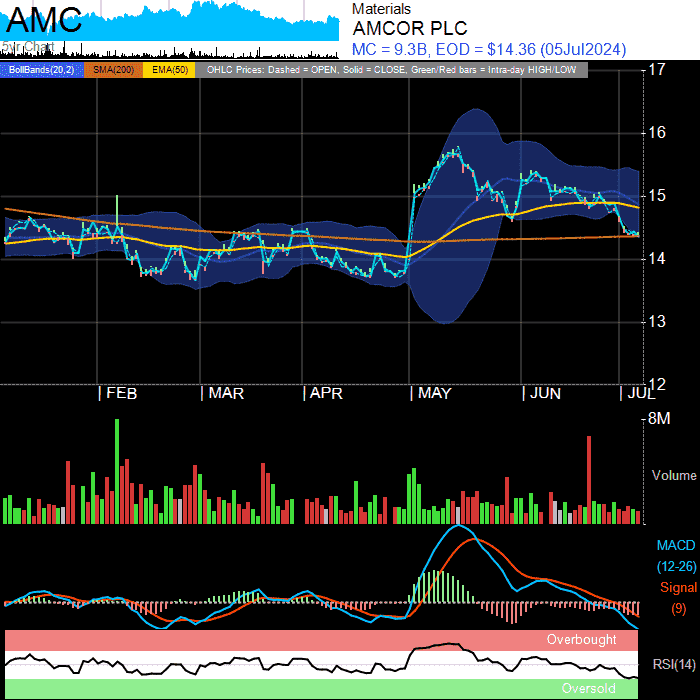 AMC
5yr Chart
Materials
AMCOR PLC
MC = 9.3B, EOD = $14.36 (05Jul2024)
BollBands(20,2) SMA(200) EMA(50) OHLC Prices: Dashed = OPEN, Solid = CLOSE, Green/Red bars = Intra-day HIGH/LOW
17
16
15
14
13
12
| FEB | MAR | APR | MAY | JUN | JUL
8M
Volume
MACD
(12-26)
Signal
(9)
Overbought
RSI(14)
Oversold